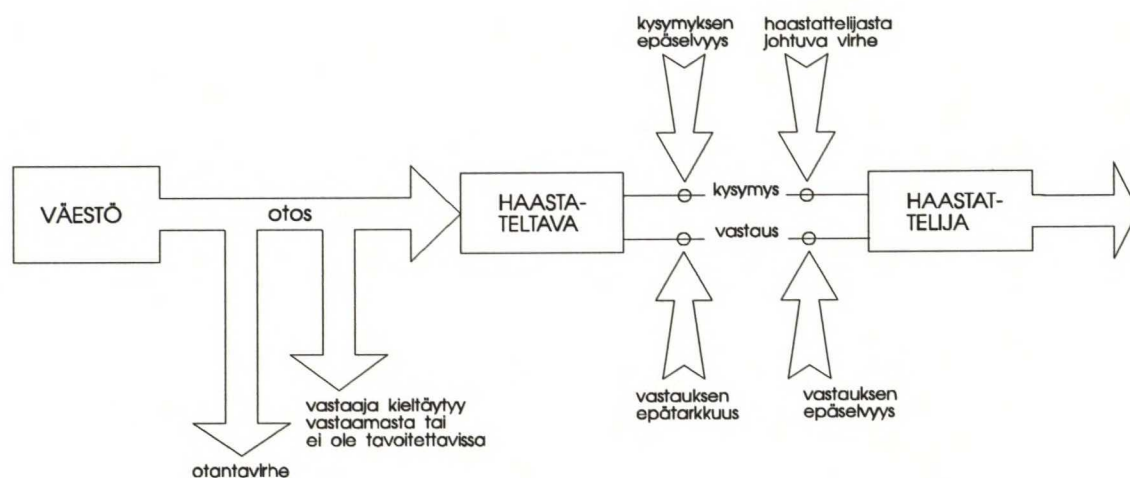 kysymyksen
epäselvyys
haastattelijasta
johtuva virhe
VÄESTÖ
otos
HAASTA-
TELTAVA
kysymys
vastaus
HAASTAT-
TELIJA
vastaaja kieltäytyy
vastaamasta tai
ei ole tavoitettavissa
otantavirhe
vastauksen
epätarkkuus
vastauksen
epäselvyys